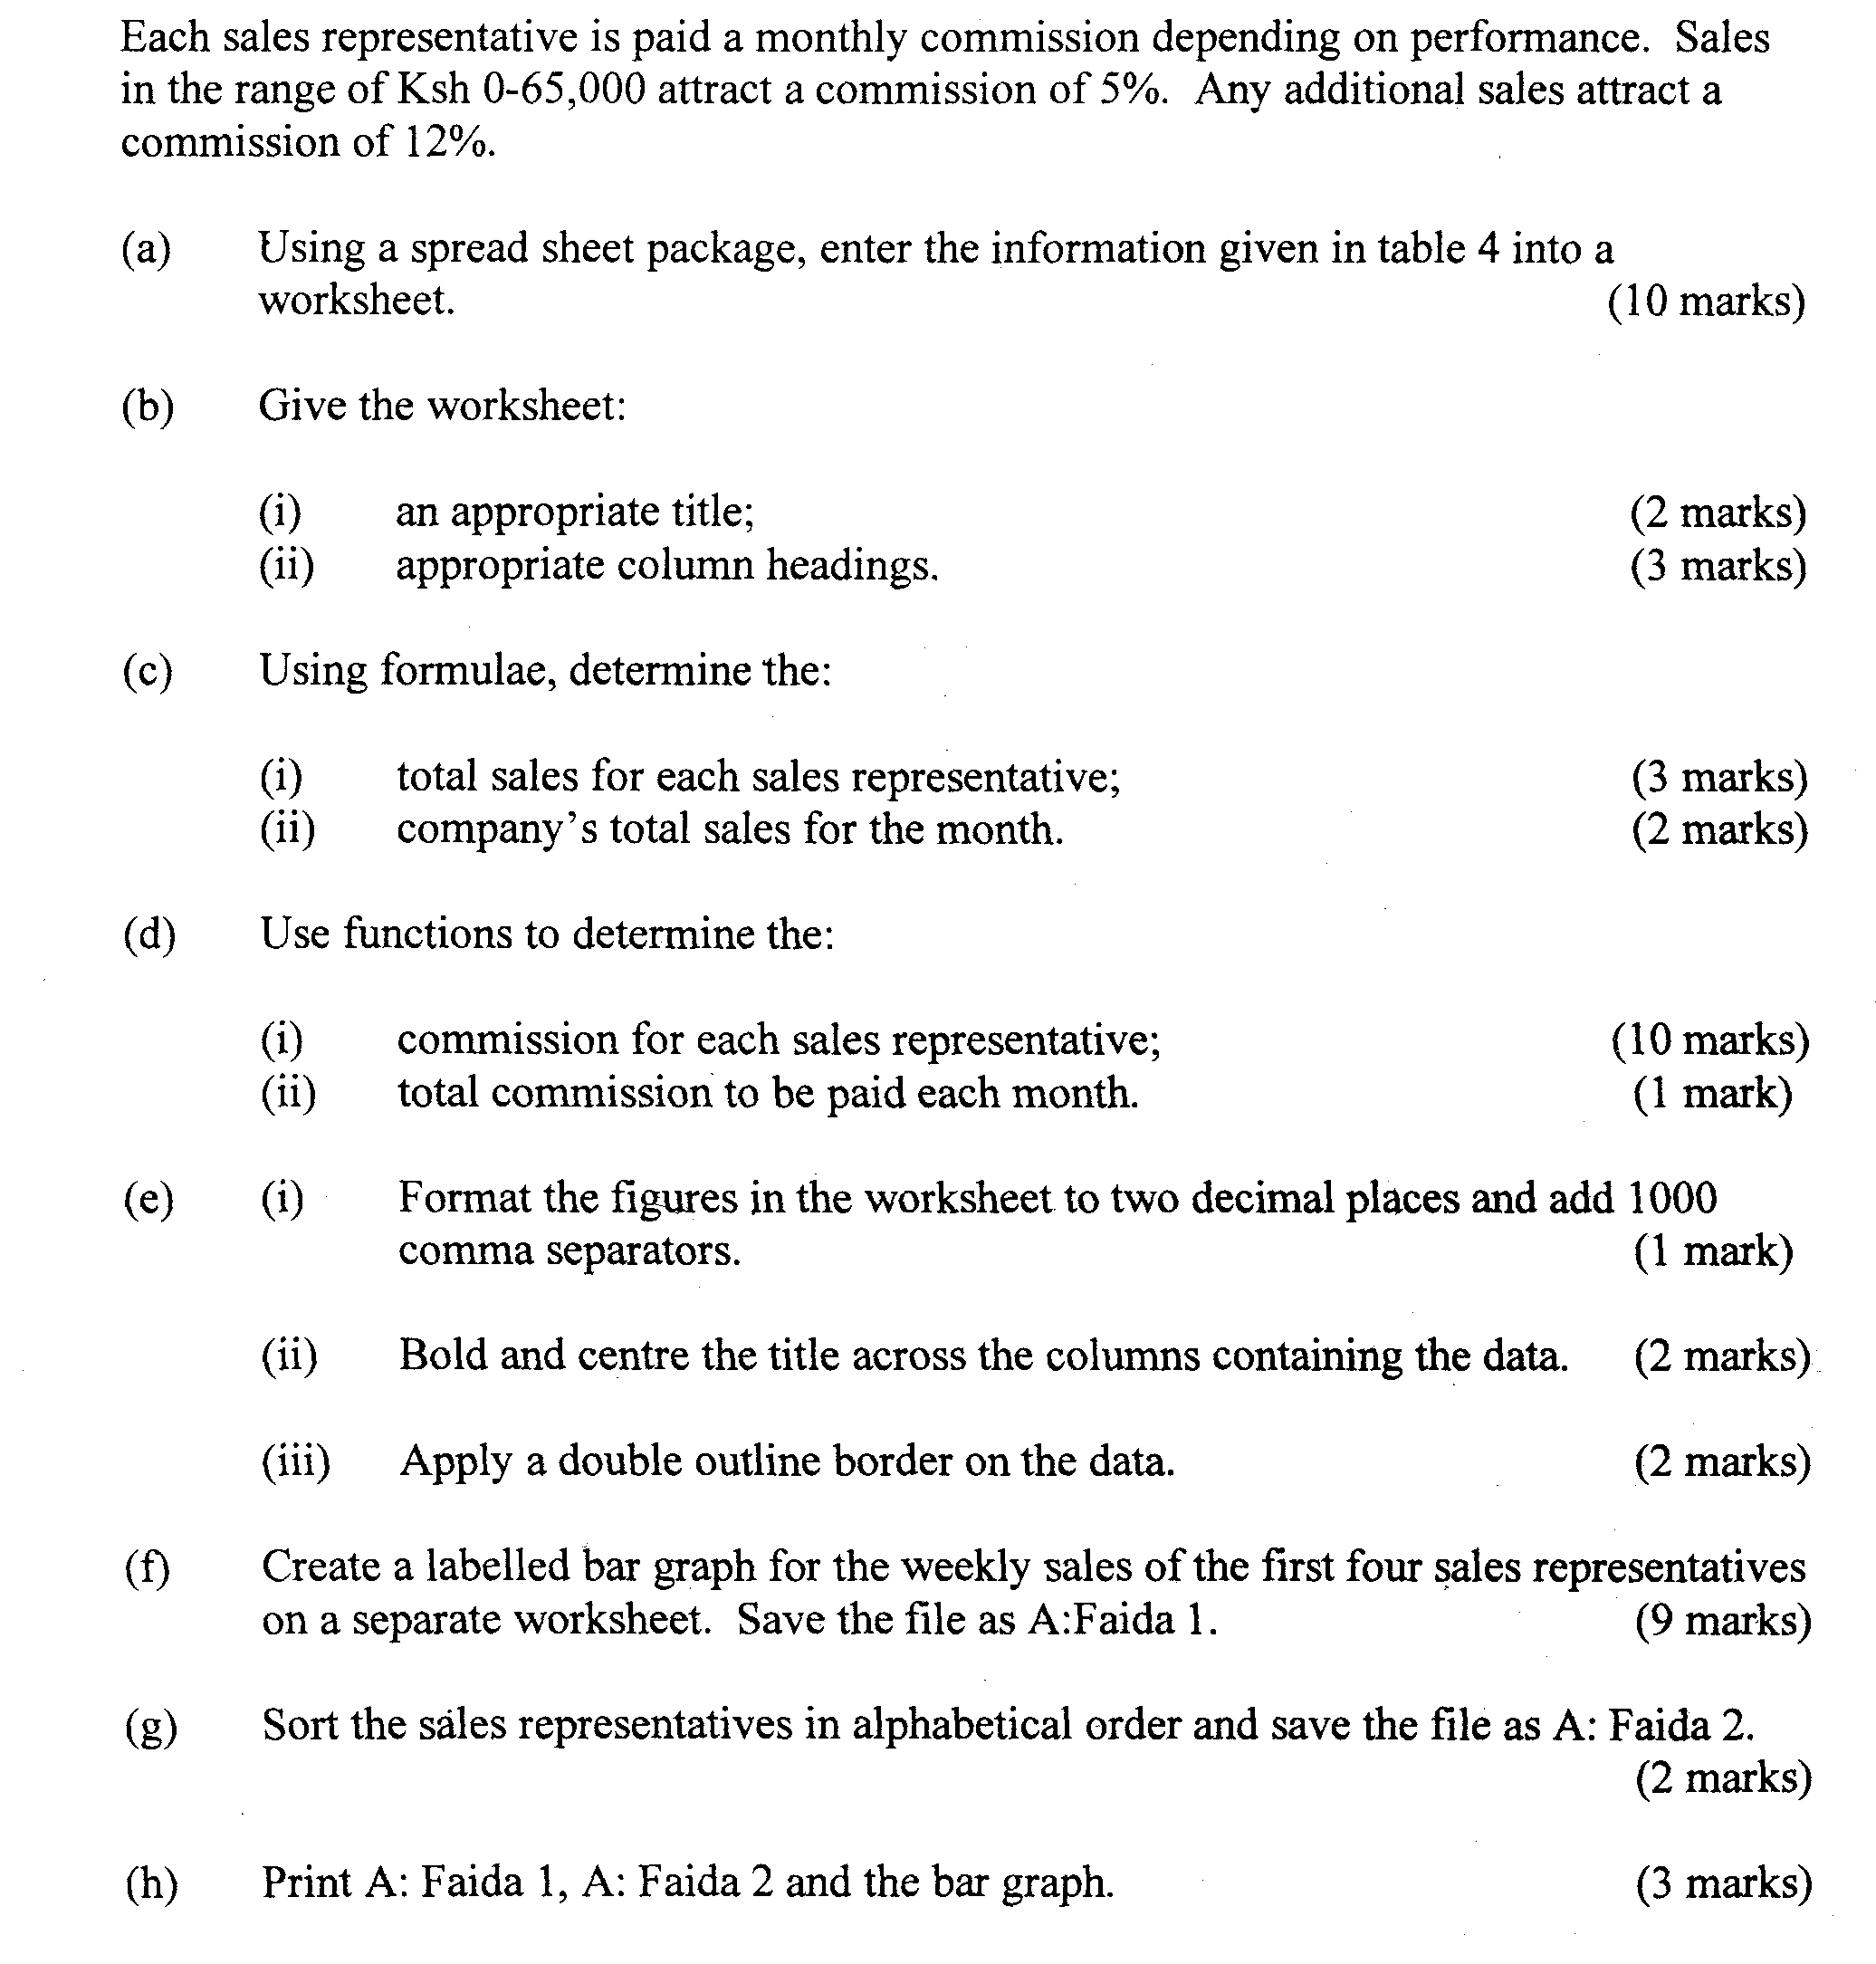 Each sales representative is paid a monthly commission depending on performance. Sales
in the range of Ksh 0-65,000 attract a commission of 5%. Any additional sales attract a
commission of 12%.
(a) Using a spread sheet package, enter the information given in table 4 into a
worksheet. (10 marks)
(b) Give the worksheet:
(i) an appropriate title; (2 marks)
(ii) appropriate column headings. (3 marks)
(c) Using formulae, determine the:
(i) total sales for each sales representative; (3 marks)
(ii) company's total sales for the month. (2 marks)
(d) Use functions to determine the:
(i) commission for each sales representative; (10 marks)
(ii) total commission to be paid each month. (1 mark)
(e) (i) Format the figures in the worksheet to two decimal places and add 1000
comma separators. (1 mark)
(ii) Bold and centre the title across the columns containing the data. (2 marks)
(iii) Apply a double outline border on the data. (2 marks)
(f) Create a labelled bar graph for the weekly sales of the first four sales representatives
on a separate worksheet. Save the file as A:Faida 1. (9 marks)
(g) Sort the sales representatives in alphabetical order and save the file as A: Faida 2.
(2 marks)
(h) Print A: Faida 1, A: Faida 2 and the bar graph. (3 marks)